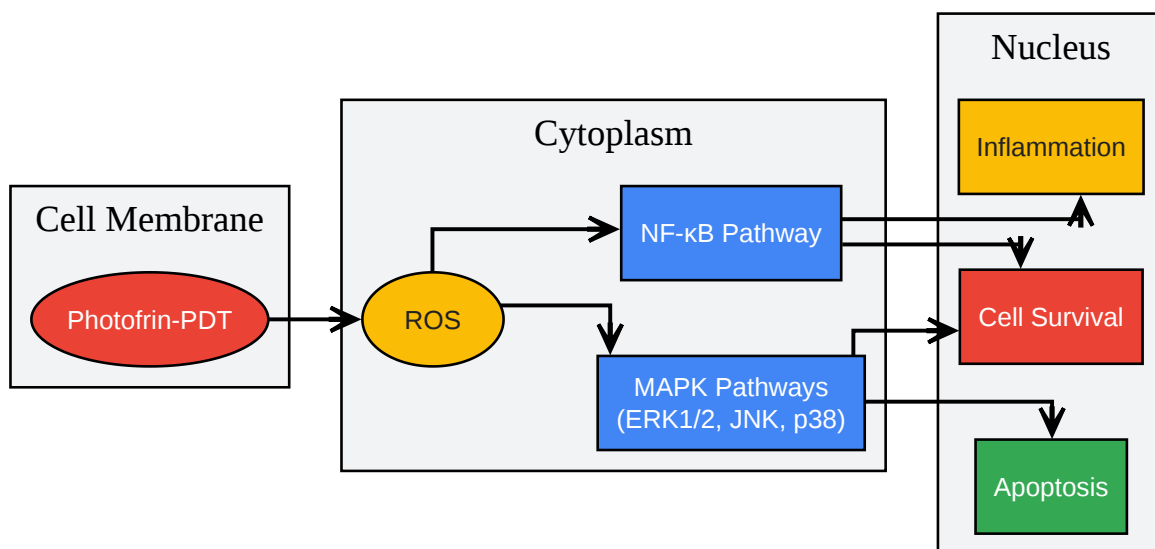 Cell Membrane
Photofrin-PDT
Cytoplasm
ROS
NF-κB Pathway
MAPK Pathways
(ERK1/2, JNK, p38)
Nucleus
Inflammation
Cell Survival
Apoptosis